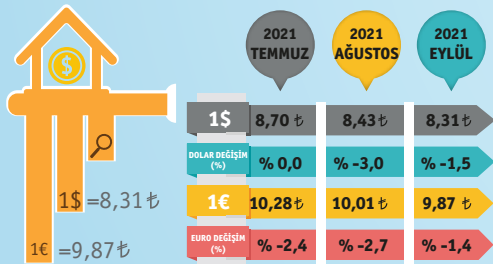 $
2021
TEMMUZ
2021
AĞUSTOS
2021
EYLÜL
1$ 8,70 ₺ 8,43 ₺ 8,31 ₺
DOLAR DEĞİŞİM
(%)
% 0,0 % -3,0 % -1,5
1€ 10,28 ₺ 10,01 ₺ 9,87 ₺
EURO DEĞİŞİM
(%)
% -2,4 % -2,7 % -1,4
1$ =8,31 ₺
1€ =9,87 ₺